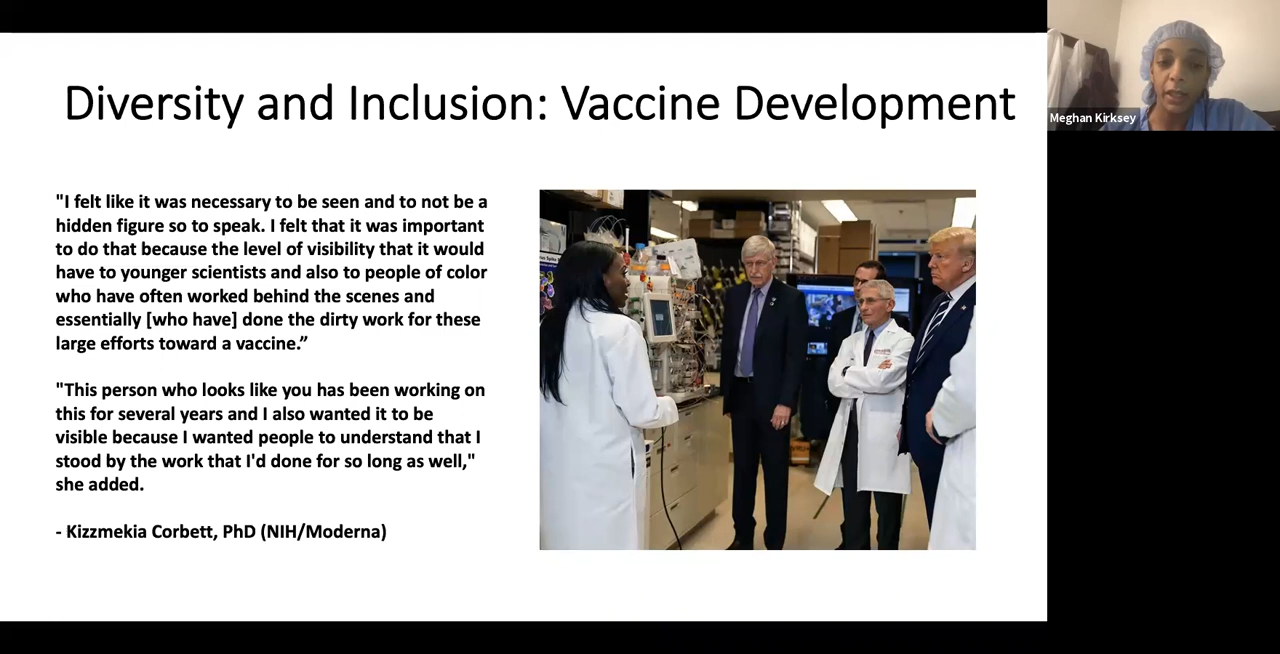 Diversity and Inclusion: Vaccine Development
"I felt like it was necessary to be seen and to not be a
hidden figure so to speak. I felt that it was important
to do that because the level of visibility that it would
have to younger scientists and also to people of color
who have often worked behind the scenes and
essentially [who have] done the dirty work for these
large efforts toward a vaccine.”
"This person who looks like you has been working on
this for several years and I also wanted it to be
visible because I wanted people to understand that I
stood by the work that I'd done for so long as well,"
she added.
- Kizzmekia Corbett, PhD (NIH/Moderna)
Meghan Kirksey